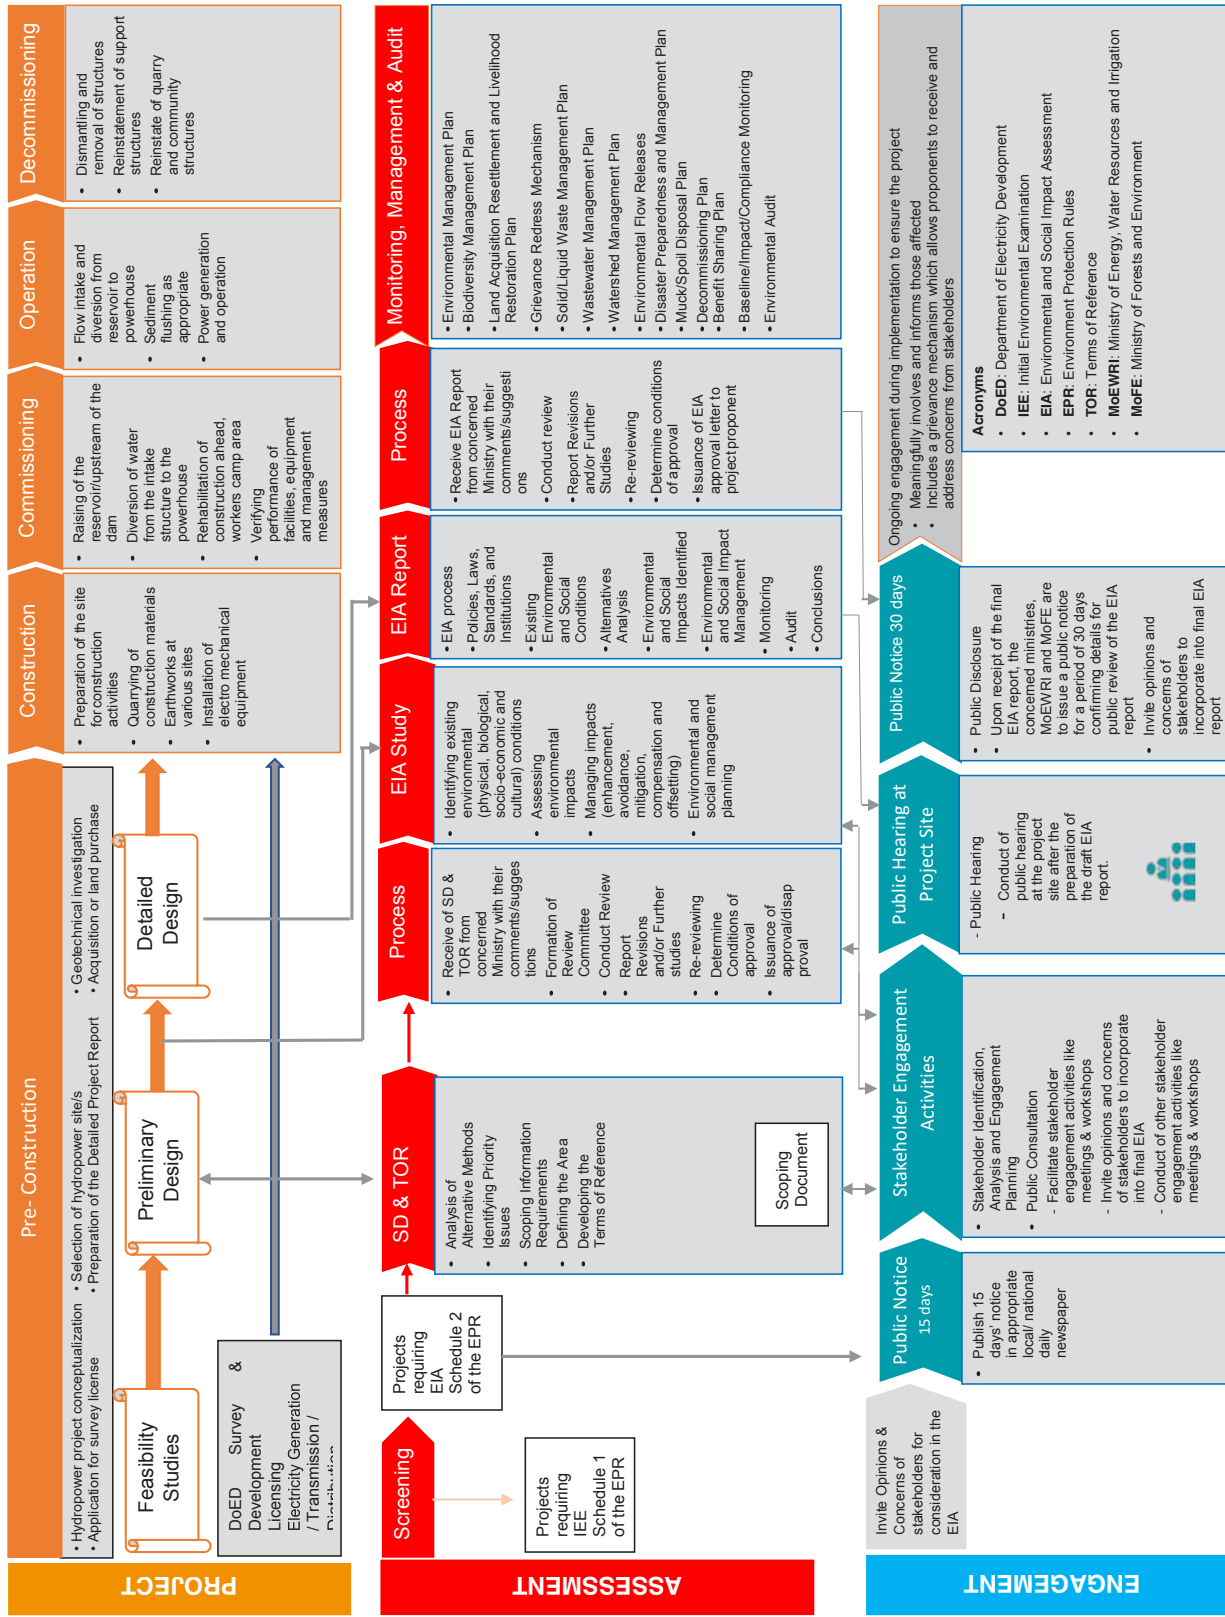 PROJECT
Pre- Construction
Construction
Commissioning
Operation
Decommissioning
• Hydropower project conceptualization
• Application for survey license
• Selection of hydropower site/s
• Preparation of the Detailed Project Report
• Geotechnical investigation
• Acquisition or land purchase
Feasibility
Studies
Preliminary
Design
Detailed
Design
DoED Survey &
Development
Licensing
Electricity Generation
/ Transmission /
Distribution
• Preparation of the site
for construction
activities
• Quarrying of
construction materials
• Earthworks at
various sites
• Installation of
electro mechanical
equipment
• Raising of the
reservoir/upstream of the
dam
• Diversion of water
from the intake
structure to the
powerhouse
• Rehabilitation of
construction ahead,
workers camp area
• Verifying
performance of
facilities, equipment
and management
measures
• Flow intake and
diversion from
reservoir to
powerhouse
• Sediment
flushing as
appropriate
• Power generation
and operation
• Dismantling and
removal of structures
• Reinstatement of support
structures
• Reinstate of quarry
and community
structures
ASSESSMENT
Screening
Projects
requiring
IEE
Schedule 1
of the EPR
Projects
requiring
EIA
Schedule 2
of the EPR
SD & TOR
• Analysis of
Alternative Methods
• Identifying Priority
Issues
• Scoping Information
Requirements
• Defining the Area
• Developing the
Terms of Reference
Scoping
Document
Process
• Receive of SD &
TOR from
concerned
Ministry with their
comments/sugges
tions
• Formation of
Review
Committee
• Conduct Review
• Report
Revisions
and/or Further
studies
• Re-reviewing
• Determine
Conditions of
approval
• Issuance of
approval/disap
proval
EIA Study
• Identifying existing
environmental
(physical, biological,
socio-economic and
cultural) conditions
• Assessing
environmental
impacts
• Managing impacts
(enhancement,
avoidance,
mitigation,
compensation and
offsetting)
• Environmental and
social management
planning
EIA Report
• EIA process
• Policies, Laws,
Standards, and
Institutions
• Existing
Environmental
and Social
Conditions
• Alternatives
Analysis
• Environmental
and Social
Impacts Identified
• Environmental
and Social Impact
Management
• Monitoring
• Audit
• Conclusions
Process
• Receive EIA Report
from concerned
Ministry with their
comments/suggesti
ons
• Conduct review
• Report Revisions
and/or Further
Studies
• Re-reviewing
• Determine conditions
of approval
• Issuance of EIA
approval letter to
project proponent
Monitoring, Management & Audit
• Environmental Management Plan
• Biodiversity Management Plan
• Land Acquisition Resettlement and Livelihood
Restoration Plan
• Grievance Redress Mechanism
• Solid/Liquid Waste Management Plan
• Wastewater Management Plan
• Watershed Management Plan
• Environmental Flow Releases
• Disaster Preparedness and Management Plan
• Muck/Spoil Disposal Plan
• Decommissioning Plan
• Benefit Sharing Plan
• Baseline/Impact/Compliance Monitoring
• Environmental Audit
ENGAGEMENT
Invite Opinions &
Concerns of
stakeholders for
consideration in the
EIA
Public Notice
15 days
• Publish 15
days' notice
in appropriate
local/ national
daily
newspaper
Stakeholder Engagement
Activities
• Stakeholder Identification,
Analysis and Engagement
Planning
• Public Consultation
- Facilitate stakeholder
engagement activities like
meetings & workshops
- Invite opinions and concerns
of stakeholders to incorporate
into final EIA
- Conduct of other stakeholder
engagement activities like
meetings & workshops
Public Hearing at
Project Site
- Public Hearing
- Conduct of
public hearing
at the project
site after the
preparation of
the draft EIA
report.
Public Notice 30 days
• Public Disclosure
• Upon receipt of the final
EIA report, the
concerned ministries,
MoEWRI and MoFE are
to issue a public notice
for a period of 30 days
confirming details for
public review of the EIA
report
• Invite opinions and
concerns of
stakeholders to
incorporate into final EIA
report
Ongoing engagement during implementation to ensure the project
• Meaningfully involves and informs those affected
• Includes a grievance mechanism which allows proponents to receive and
address concerns from stakeholders
Acronyms
• DoED: Department of Electricity Development
• IEE: Initial Environmental Examination
• EIA: Environmental and Social Impact Assessment
• EPR: Environment Protection Rules
• TOR: Terms of Reference
• MoEWRI: Ministry of Energy, Water Resources and Irrigation
• MoFE: Ministry of Forests and Environment